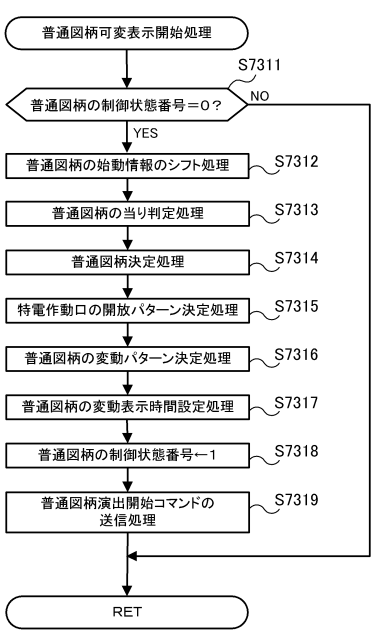 普通図柄可変表示開始処理
S7311
普通図柄の制御状態番号=0?
NO
YES
普通図柄の始動情報のシフト処理
S7312
普通図柄の当り判定処理
S7313
普通図柄決定処理
S7314
特電作動口の開放パターン決定処理
S7315
普通図柄の変動パターン決定処理
S7316
普通図柄の変動表示時間設定処理
S7317
普通図柄の制御状態番号←1
S7318
普通図柄演出開始コマンドの
送信処理
S7319
RET